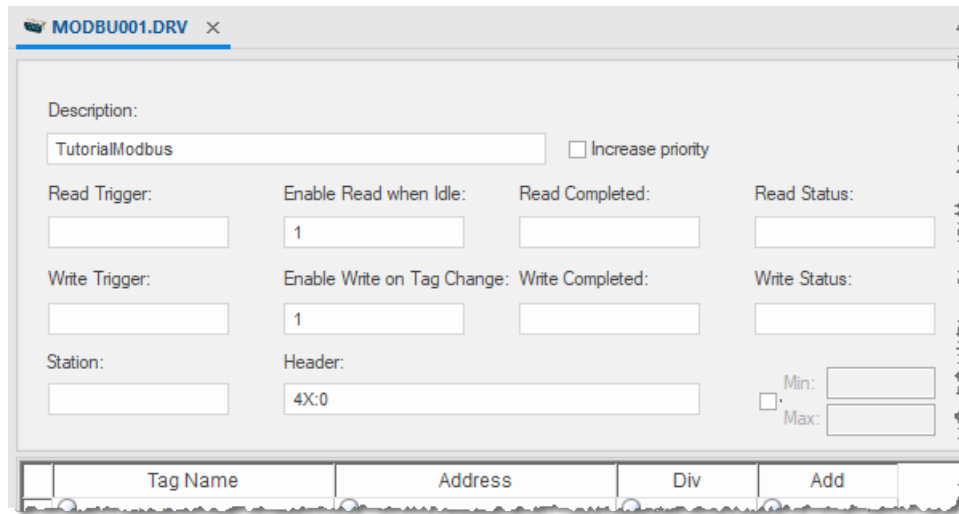 MODBU001.DRV
Description:
TutorialModbus
Increase priority
Read Trigger: Enable Read when Idle: Read Completed: Read Status:
1
Write Trigger: Enable Write on Tag Change: Write Completed: Write Status:
1
Station: Header:
4X:0
Min:
Max:
Tag Name Address Div Add